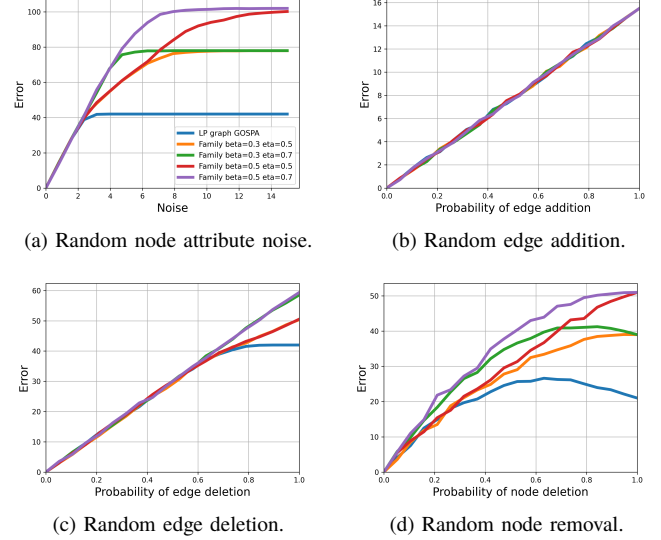 100
80
60
40
20
0
Error
0 2 4 6 8 10 12 14
Noise
LP graph GOSPA
Family beta=0.3 eta=0.5
Family beta=0.3 eta=0.7
Family beta=0.5 eta=0.5
Family beta=0.5 eta=0.7
(a) Random node attribute noise.
16
14
12
10
8
6
4
2
0
Error
0.0 0.2 0.4 0.6 0.8 1.0
Probability of edge addition
(b) Random edge addition.
60
50
40
30
20
10
0
Error
0.0 0.2 0.4 0.6 0.8 1.0
Probability of edge deletion
(c) Random edge deletion.
50
40
30
20
10
0
Error
0.0 0.2 0.4 0.6 0.8 1.0
Probability of node deletion
(d) Random node removal.